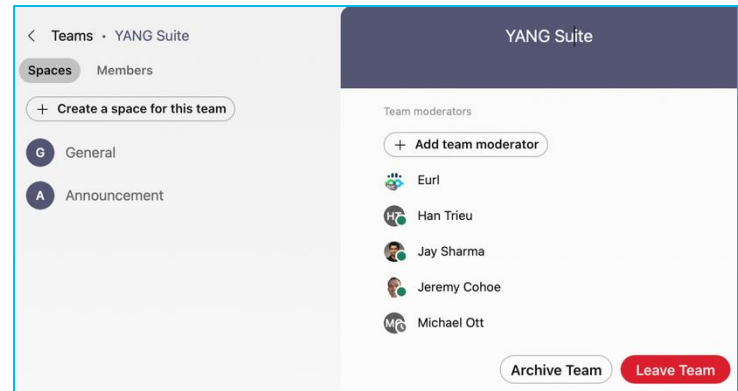 Teams • YANG Suite
Spaces Members
+ Create a space for this team
G General
A Announcement
YANG Suite
Team moderators
+ Add team moderator
Eurl
HT Han Trieu
Jay Sharma
Jeremy Cohoe
Michael Ott
Archive Team Leave Team